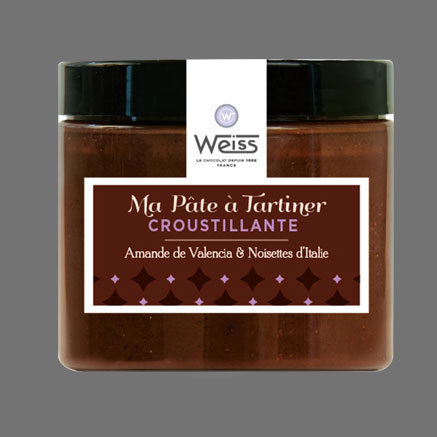 W
Weiss
LE CHOCOLAT DEPUIS 1882
FRANCE
Ma Pâte à Tartiner
CROUSTILLANTE
Amande de Valencia & Noisettes d'Italie